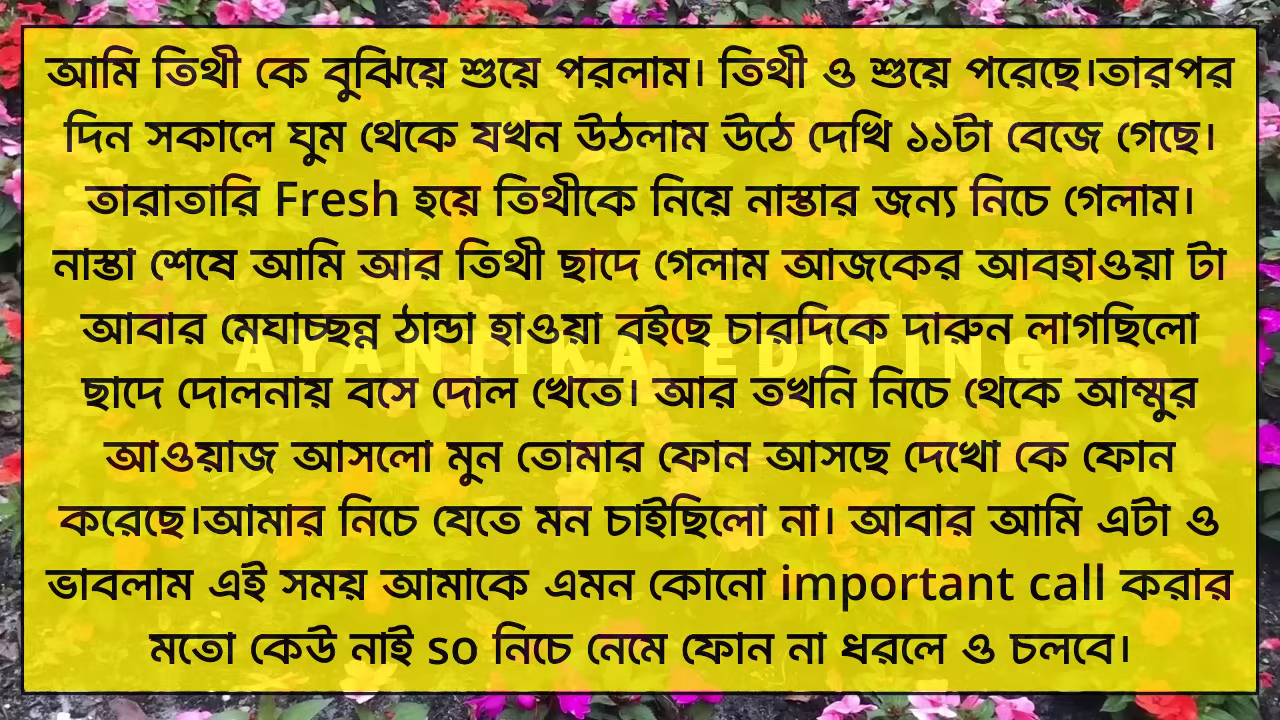 আমি তিথী কে বুঝিয়ে শুয়ে পরলাম। তিথী ও শুয়ে পরেছে।তারপর
দিন সকালে ঘুম থেকে যখন উঠলাম উঠে দেখি ১১টা বেজে গেছে।
তারাতারি Fresh হয়ে তিথীকে নিয়ে নাস্তার জন্য নিচে গেলাম।
নাস্তা শেষে আমি আর তিথী ছাদে গেলাম আজকের আবহাওয়া টা
আবার মেঘাচ্ছন্ন ঠান্ডা হাওয়া বইছে চারদিকে দারুন লাগছিলো
AYANTIKA EDITING
ছাদে দোলনায় বসে দোল খেতে। আর তখনি নিচে থেকে আম্মুর
আওয়াজ আসলো মুন তোমার ফোন আসছে দেখো কে ফোন
করেছে।আমার নিচে যেতে মন চাইছিলো না। আবার আমি এটা ও
ভাবলাম এই সময় আমাকে এমন কোনো important call করার
মতো কেউ নাই so নিচে নেমে ফোন না ধরলে ও চলবে।